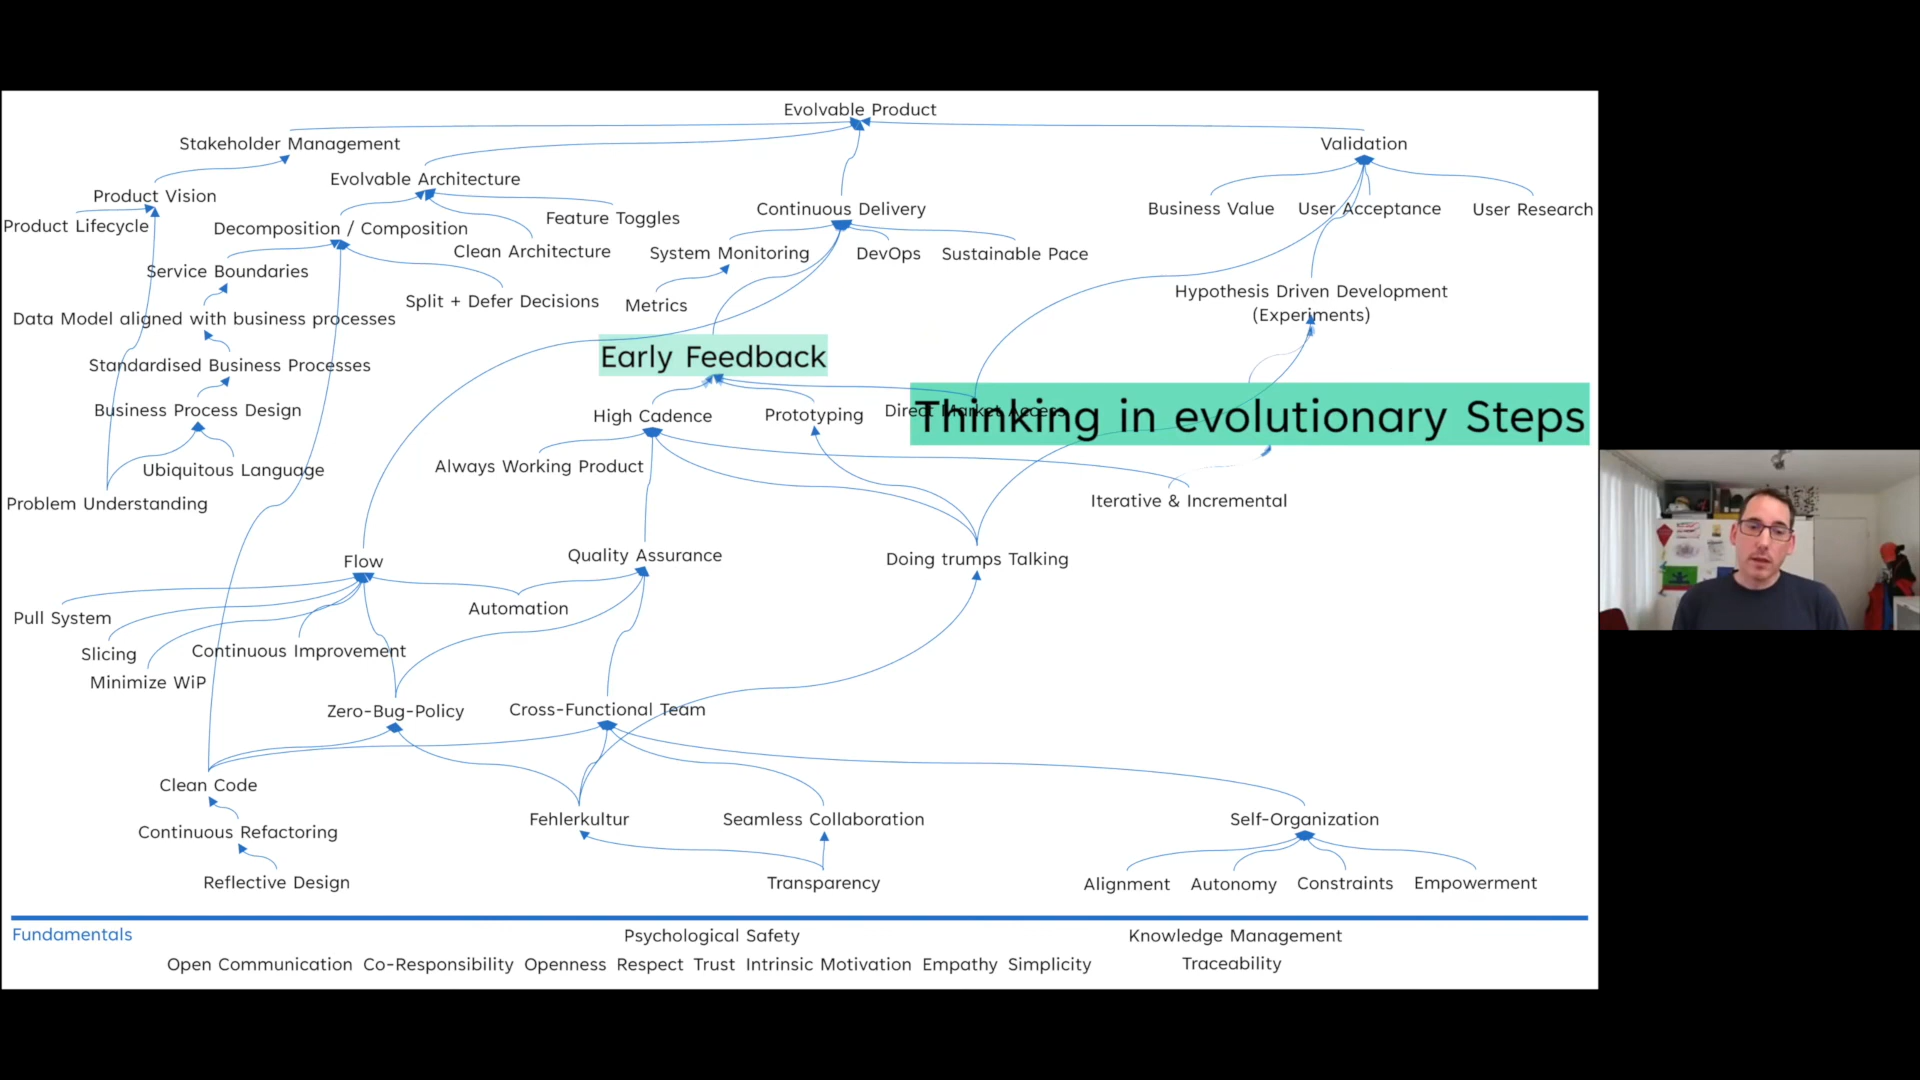 Evolvable Product
Stakeholder Management
Validation
Evolvable Architecture
Product Vision
Product Lifecycle
Feature Toggles
Continuous Delivery
Business Value
User Acceptance
User Research
Decomposition / Composition
Clean Architecture
System Monitoring
DevOps
Sustainable Pace
Service Boundaries
Split + Defer Decisions
Metrics
Hypothesis Driven Development
(Experiments)
Data Model aligned with business processes
Standardised Business Processes
Early Feedback
Business Process Design
High Cadence
Prototyping
Direct Market Access
Thinking in evolutionary Steps
Ubiquitous Language
Always Working Product
Problem Understanding
Iterative & Incremental
Flow
Quality Assurance
Doing trumps Talking
Automation
Pull System
Slicing
Continuous Improvement
Minimize WiP
Zero-Bug-Policy
Cross-Functional Team
Clean Code
Fehlerkultur
Seamless Collaboration
Self-Organization
Continuous Refactoring
Reflective Design
Transparency
Alignment
Autonomy
Constraints
Empowerment
Fundamentals
Psychological Safety
Knowledge Management
Open Communication Co-Responsibility Openness Respect Trust Intrinsic Motivation Empathy Simplicity
Traceability